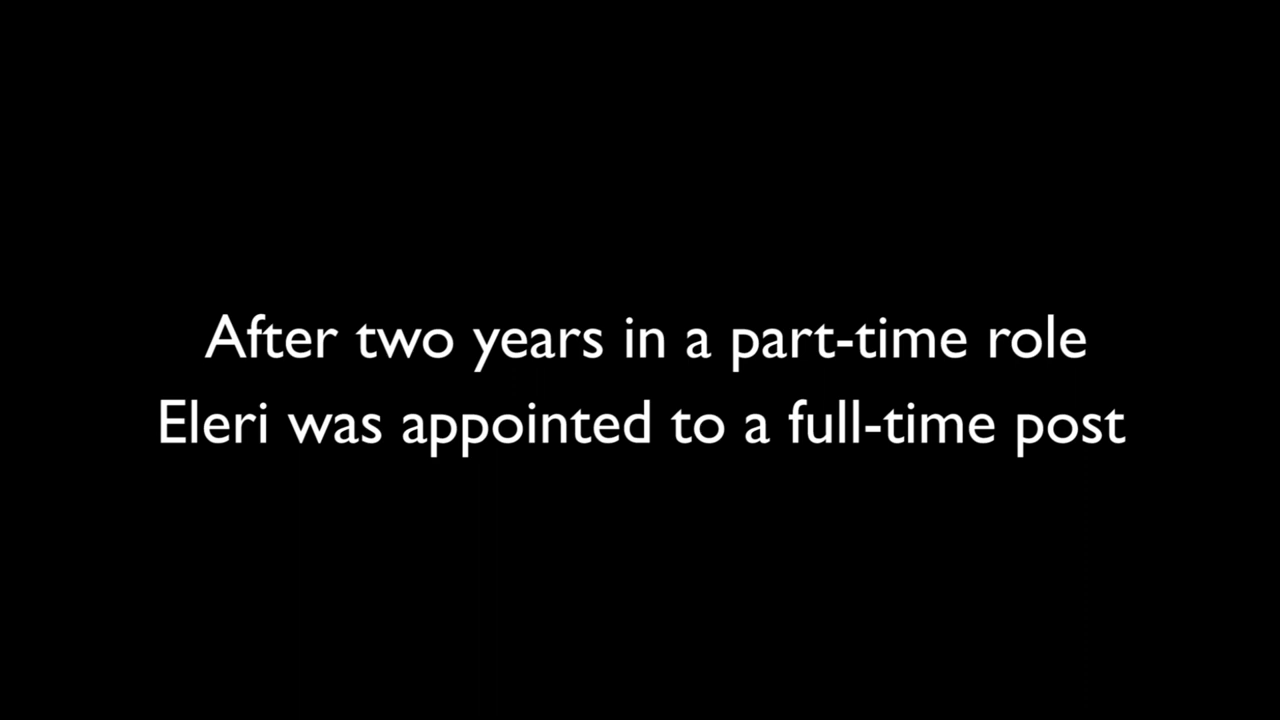 After two years in a part-time role
Eleri was appointed to a full-time post